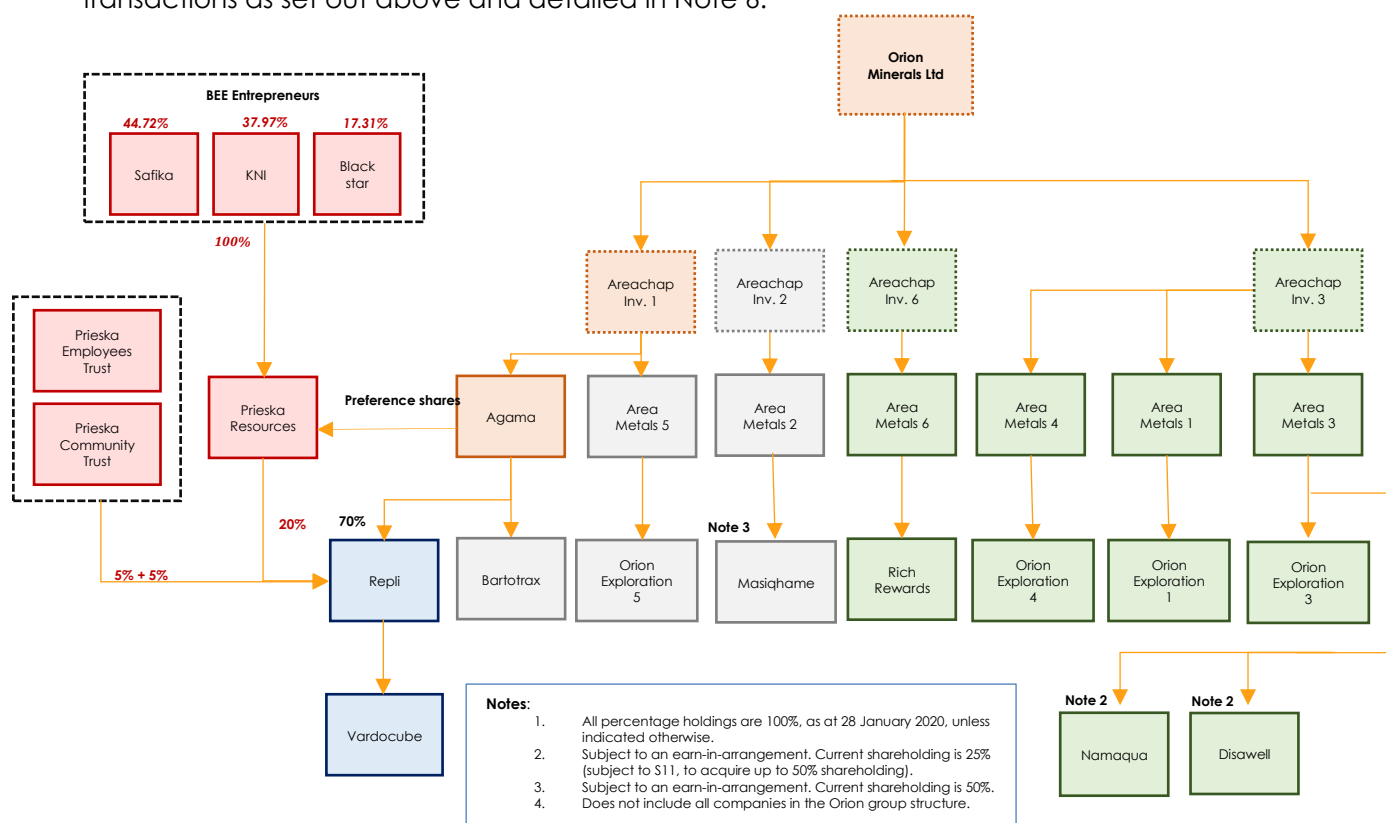 transactions as set out above and detailed in Note 8.
Orion
Minerals Ltd
BEE Entrepreneurs
44.72%
37.97%
17.31%
Safika
KNI
Black
star
100%
Areachap
Inv. 1
Areachap
Inv. 2
Areachap
Inv. 6
Areachap
Inv. 3
Prieska
Employees
Trust
Prieska
Community
Trust
Prieska
Resources
Preference shares
Agama
Area
Metals 5
Area
Metals 2
Area
Metals 6
Area
Metals 4
Area
Metals 1
Area
Metals 3
20%
70%
Note 3
5% + 5%
Repli
Bartotrax
Orion
Exploration
5
Masiqhame
Rich
Rewards
Orion
Exploration
4
Orion
Exploration
1
Orion
Exploration
3
Vardocube
Notes:
1. All percentage holdings are 100%, as at 28 January 2020, unless
indicated otherwise.
2. Subject to an earn-in-arrangement. Current shareholding is 25%
(subject to S11, to acquire up to 50% shareholding).
3. Subject to an earn-in-arrangement. Current shareholding is 50%.
4. Does not include all companies in the Orion group structure.
Note 2
Note 2
Namaqua
Disawell